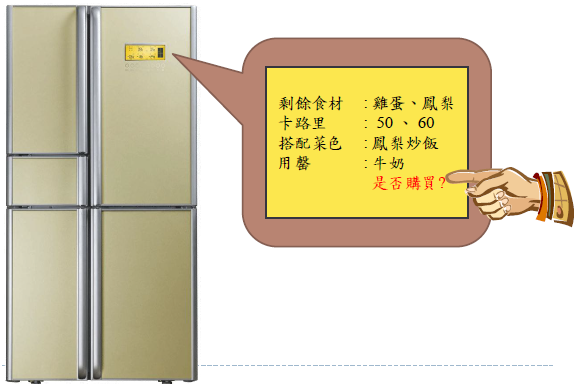 剩餘食材 : 雞蛋、鳳梨
卡路里 : 50 、 60
搭配菜色 : 鳳梨炒飯
用罄 : 牛奶
是否購買?